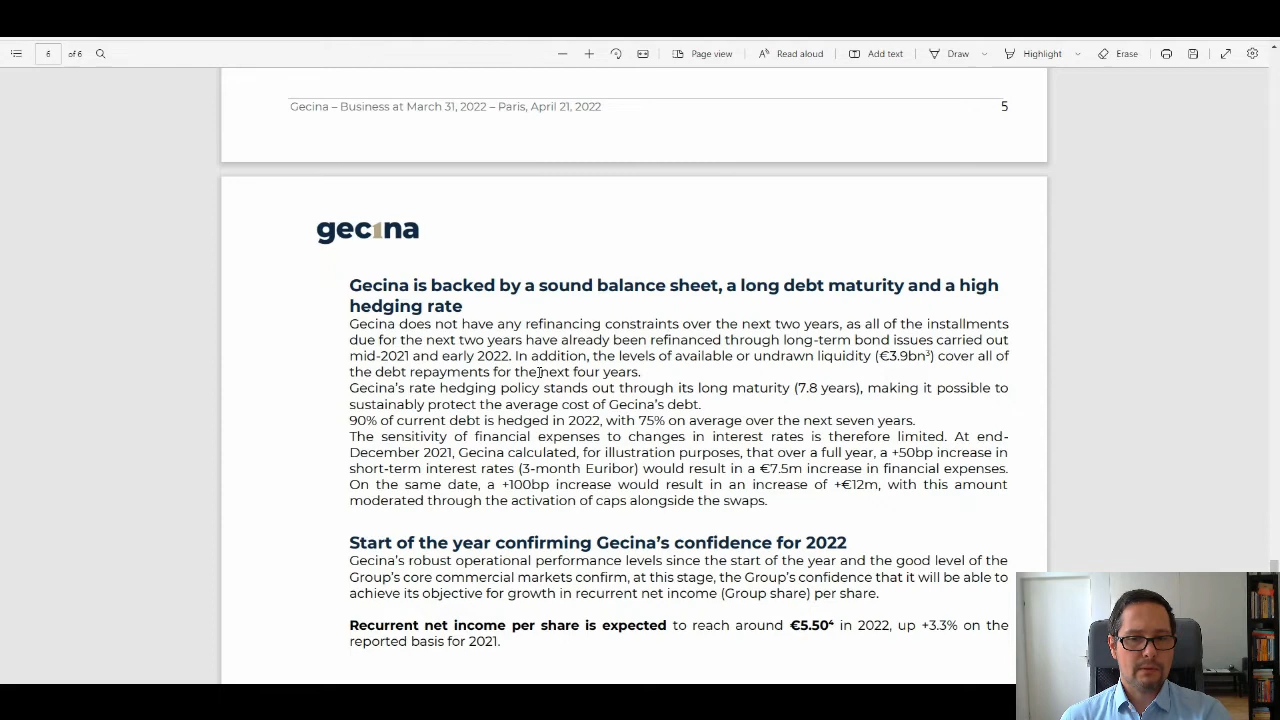 6 of 6
Page view
Read aloud
Add text
Draw
Highlight
Erase
Gecina – Business at March 31, 2022 – Paris, April 21, 2022
5
gec1na
Gecina is backed by a sound balance sheet, a long debt maturity and a high
hedging rate
Gecina does not have any refinancing constraints over the next two years, as all of the installments
due for the next two years have already been refinanced through long-term bond issues carried out
mid-2021 and early 2022. In addition, the levels of available or undrawn liquidity (€3.9bn³) cover all of
the debt repayments for the next four years.
Gecina's rate hedging policy stands out through its long maturity (7.8 years), making it possible to
sustainably protect the average cost of Gecina's debt.
90% of current debt is hedged in 2022, with 75% on average over the next seven years.
The sensitivity of financial expenses to changes in interest rates is therefore limited. At end-
December 2021, Gecina calculated, for illustration purposes, that over a full year, a +50bp increase in
short-term interest rates (3-month Euribor) would result in a €7.5m increase in financial expenses.
On the same date, a +100bp increase would result in an increase of +€12m, with this amount
moderated through the activation of caps alongside the swaps.
Start of the year confirming Gecina's confidence for 2022
Gecina's robust operational performance levels since the start of the year and the good level of the
Group's core commercial markets confirm, at this stage, the Group's confidence that it will be able to
achieve its objective for growth in recurrent net income (Group share) per share.
Recurrent net income per share is expected to reach around €5.50⁴ in 2022, up +3.3% on the
reported basis for 2021.